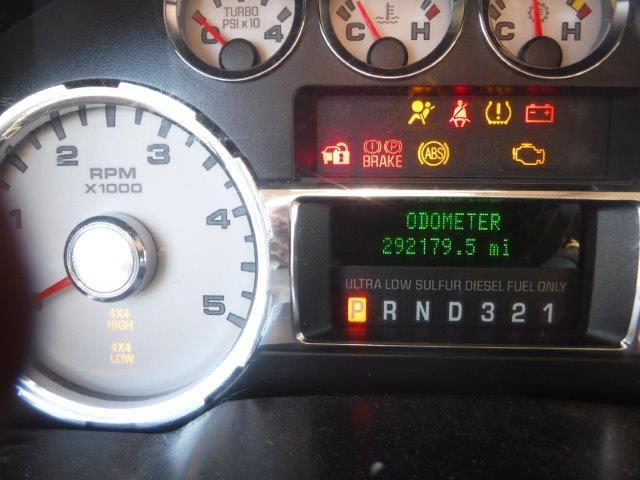 TURBO
PSI x 10
0 4
C H
C H
RPM
X1000
1
2
3
4
5
4X4
HIGH
4X4
LOW
BRAKE
ABS
ODOMETER
292179.5 mi
ULTRA LOW SULFUR DIESEL FUEL ONLY
P R N D 3 2 1